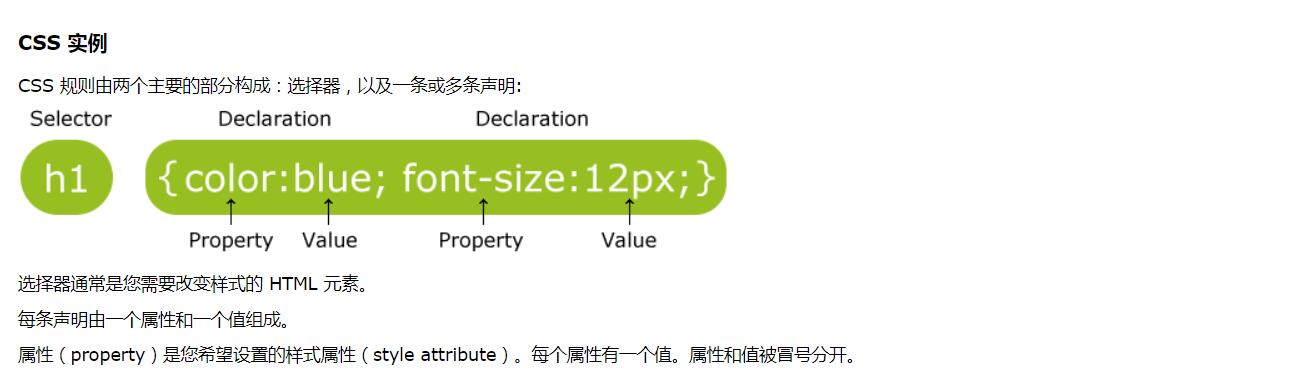 CSS 实例
CSS 规则由两个主要的部分构成：选择器，以及一条或多条声明:
Selector Declaration Declaration
h1 {color:blue; font-size:12px;}
Property Value Property Value
选择器通常是您需要改变样式的 HTML 元素。
每条声明由一个属性和一个值组成。
属性（property）是您希望设置的样式属性（style attribute）。每个属性有一个值。属性和值被冒号分开。